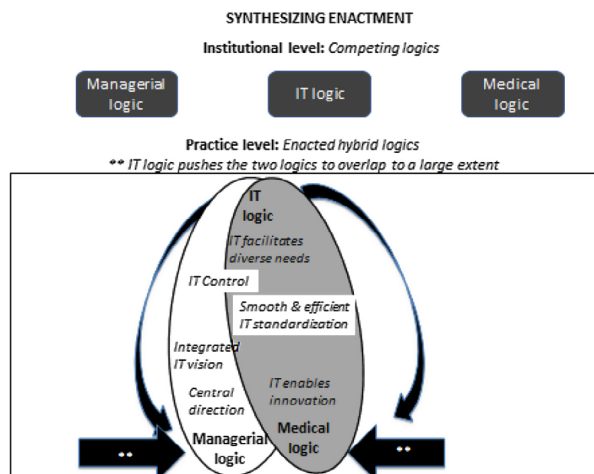 SYNTHESIZING ENACTMENT
Institutional level: Competing logics
Managerial
logic
IT logic
Medical
logic
Practice level: Enacted hybrid logics
** IT logic pushes the two logics to overlap to a large extent
IT
logic
IT facilitates
diverse needs
IT Control
Smooth & efficient
IT standardization
Integrated
IT vision
IT enables
innovation
Central
direction
Managerial
logic
Medical
logic
**
**